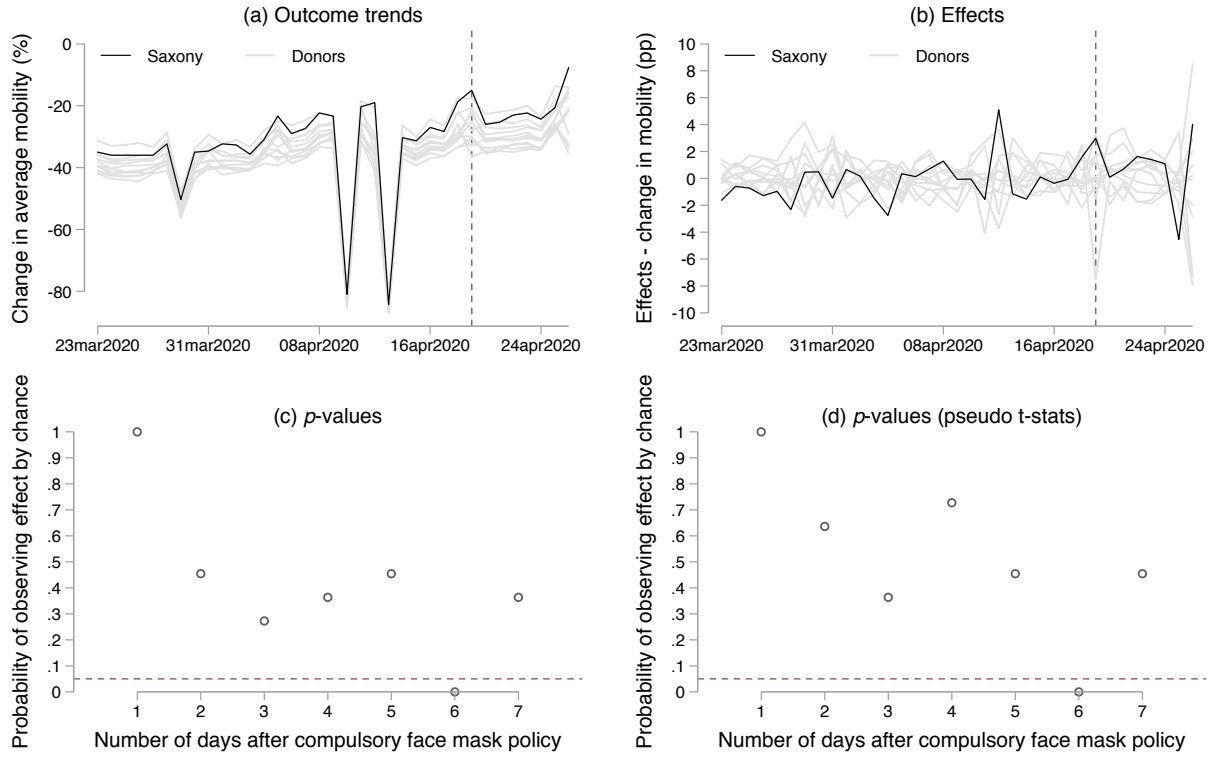 (a) Outcome trends
Change in average mobility (%)
0
-20
-40
-60
-80
Saxony
Donors
23mar2020
31mar2020
08apr2020
16apr2020
24apr2020
(b) Effects
Effects - change in mobility (pp)
10
8
6
4
2
0
-2
-4
-6
-8
-10
Saxony
Donors
23mar2020
31mar2020
08apr2020
16apr2020
24apr2020
(c) p-values
Probability of observing effect by chance
1
.9
.8
.7
.6
.5
.4
.3
.2
.1
0
1
2
3
4
5
6
7
Number of days after compulsory face mask policy
(d) p-values (pseudo t-stats)
Probability of observing effect by chance
1
.9
.8
.7
.6
.5
.4
.3
.2
.1
0
1
2
3
4
5
6
7
Number of days after compulsory face mask policy